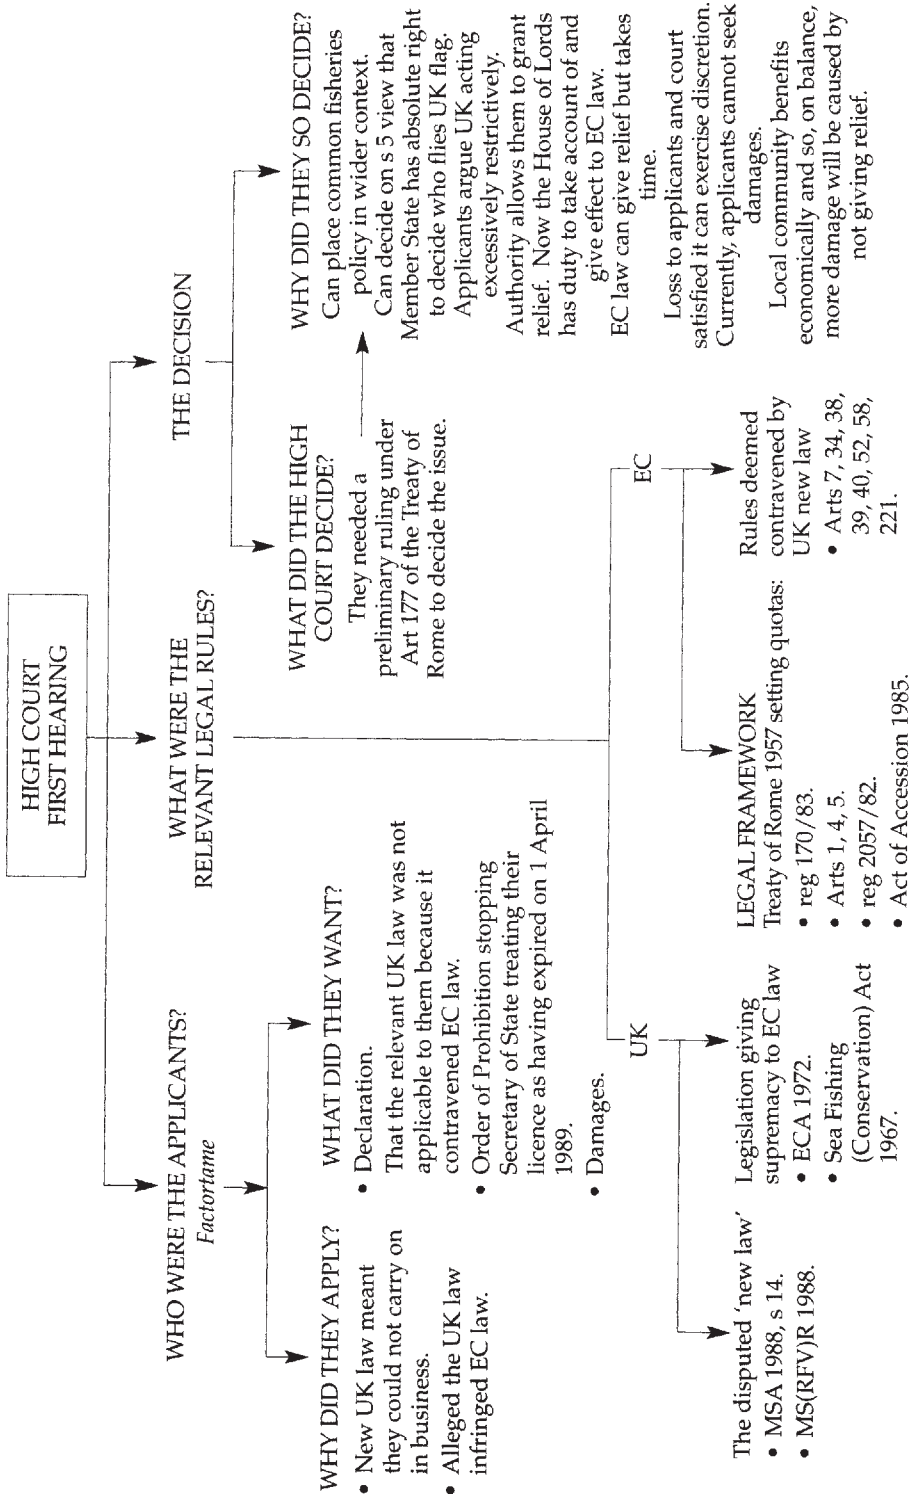 HIGH COURT
FIRST HEARING
WHO WERE THE APPLICANTS?
Factortame
WHY DID THEY APPLY?
• New UK law meant
they could not carry on
in business.
• Alleged the UK law
infringed EC law.
WHAT DID THEY WANT?
• Declaration.
That the relevant UK law was not
applicable to them because it
contravened EC law.
• Order of Prohibition stopping
Secretary of State treating their
licence as having expired on 1 April
1989.
• Damages.
WHAT WERE THE
RELEVANT LEGAL RULES?
UK
The disputed 'new law'
• MSA 1988, s 14.
• MS(RFV)R 1988.
Legislation giving
supremacy to EC law
• ECA 1972.
• Sea Fishing
(Conservation) Act
1967.
EC
LEGAL FRAMEWORK
Treaty of Rome 1957 setting quotas:
• reg 170/83.
• Arts 1, 4, 5.
• reg 2057/82.
• Act of Accession 1985.
Rules deemed
contravened by
UK new law
• Arts 7, 34, 38,
39, 40, 52, 58,
221.
THE DECISION
WHAT DID THE HIGH
COURT DECIDE?
They needed a
preliminary ruling under
Art 177 of the Treaty of
Rome to decide the issue.
WHY DID THEY SO DECIDE?
Can place common fisheries
policy in wider context.
Can decide on s 5 view that
Member State has absolute right
to decide who flies UK flag.
Applicants argue UK acting
excessively restrictively.
Authority allows them to grant
relief. Now the House of Lords
has duty to take account of and
give effect to EC law.
EC law can give relief but takes
time.
Loss to applicants and court
satisfied it can exercise discretion.
Currently, applicants cannot seek
damages.
Local community benefits
economically and so, on balance,
more damage will be caused by
not giving relief.